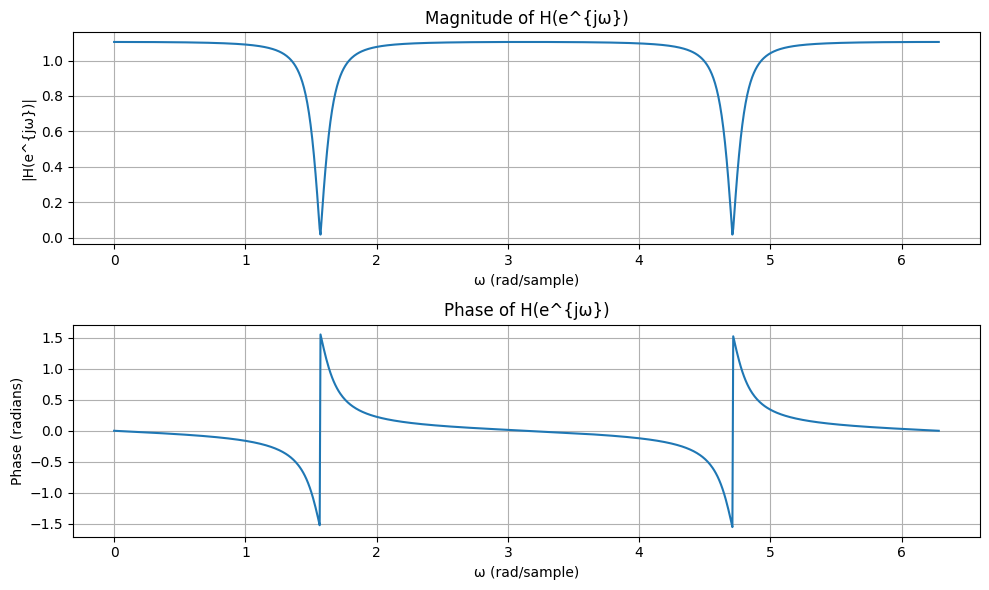 Magnitude of H(e^{jω})
|H(e^{jω})|
1.0
0.8
0.6
0.4
0.2
0.0
0 1 2 3 4 5 6
ω (rad/sample)
Phase of H(e^{jω})
Phase (radians)
1.5
1.0
0.5
0.0
−0.5
−1.0
−1.5
0 1 2 3 4 5 6
ω (rad/sample)